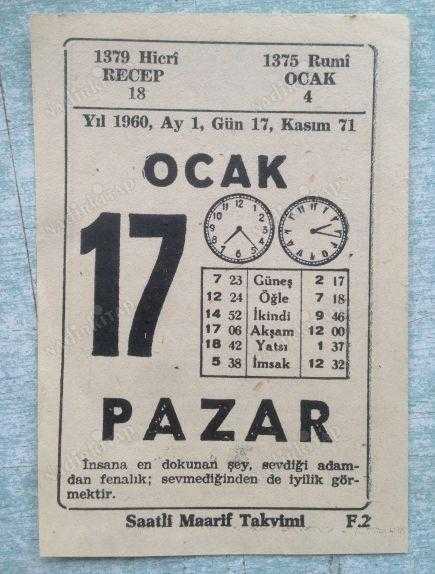 1379 Hicrî 1375 Rumî
RECEP OCAK
18 4
Yıl 1960, Ay 1, Gün 17, Kasım 71
OCAK
17
7 23 Güneş 2 17
12 24 Öğle 7 18
14 52 İkindi 9 46
17 06 Akşam 12 00
18 42 Yatsı 1 37
5 38 İmsak 12 32
PAZAR
İnsana en dokunan şey, sevdiği adam-
dan fenalık; sevmediğinden de iyilik gör-
mektir.
Saatli Maarif Takvimi F.2